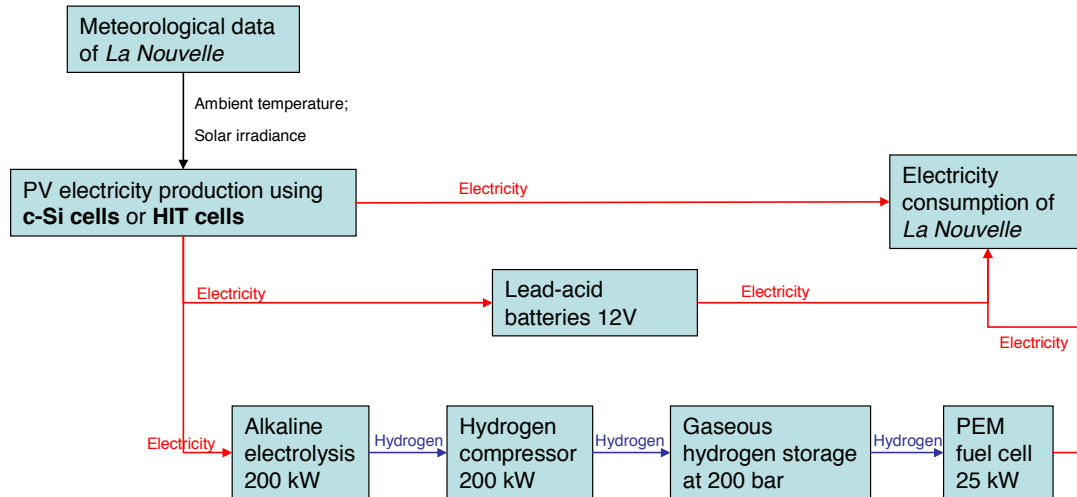 Meteorological data
of La Nouvelle
Ambient temperature;
Solar irradiance
PV electricity production using
c-Si cells or HIT cells
Electricity
Electricity
consumption of
La Nouvelle
Electricity
Lead-acid
batteries 12V
Electricity
Electricity
Electricity
Alkaline
electrolysis
200 kW
Hydrogen
Hydrogen
compressor
200 kW
Hydrogen
Gaseous
hydrogen storage
at 200 bar
Hydrogen
PEM
fuel cell
25 kW